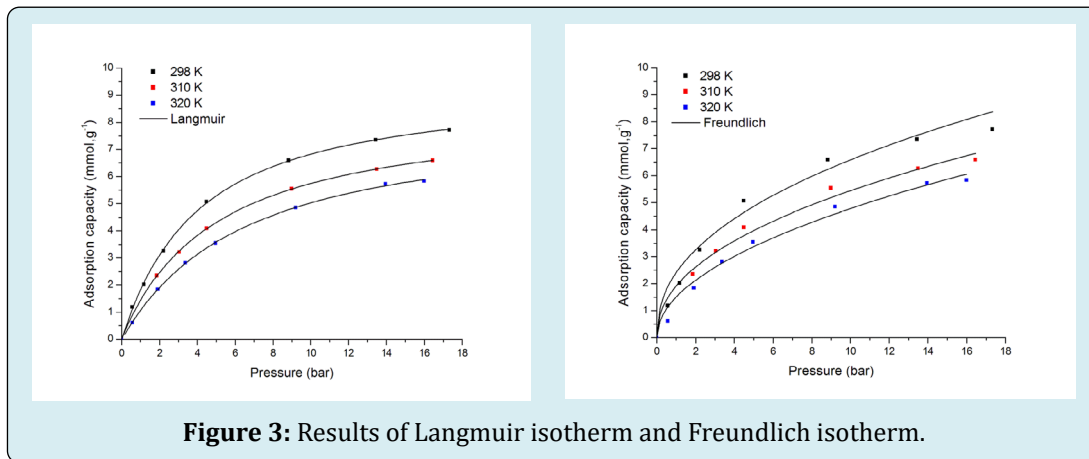 10
9
8
7
6
5
4
3
2
1
0
Adsorption capacity (mmol,g⁻¹)
298 K
310 K
320 K
Langmuir
0 2 4 6 8 10 12 14 16 18
Pressure (bar)
10
9
8
7
6
5
4
3
2
1
0
Adsorption capacity (mmol,g⁻¹)
298 K
310 K
320 K
Freundlich
0 2 4 6 8 10 12 14 16 18
Pressure (bar)
Figure 3: Results of Langmuir isotherm and Freundlich isotherm.